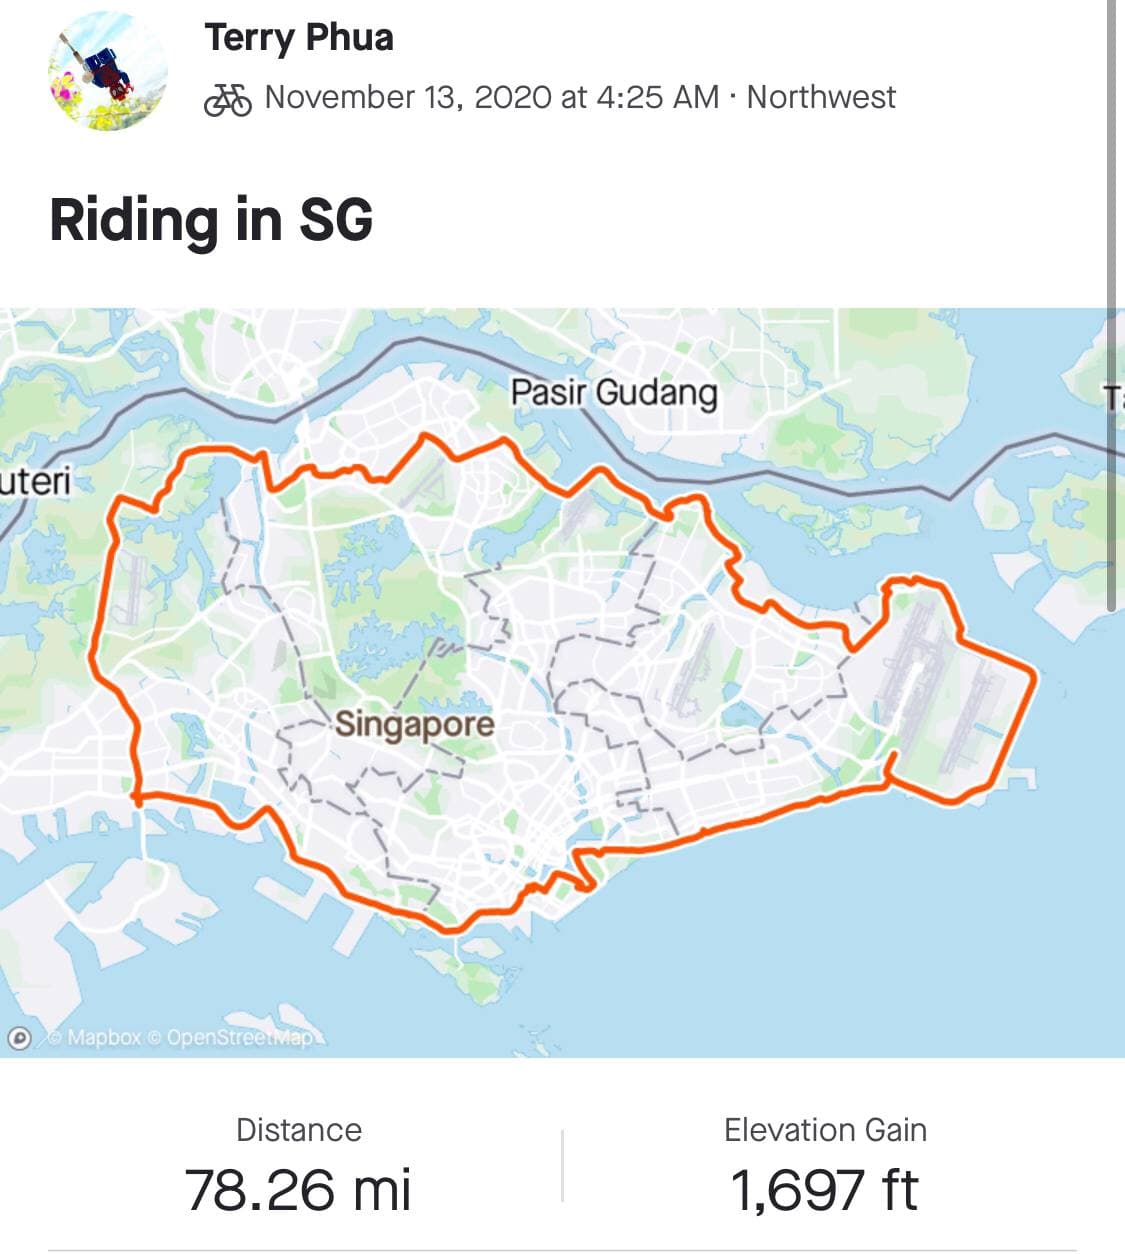 Terry Phua
November 13, 2020 at 4:25 AM · Northwest
Riding in SG
Pasir Gudang
uteri
Singapore
© Mapbox © OpenStreetMap
Distance
Elevation Gain
78.26 mi
1,697 ft